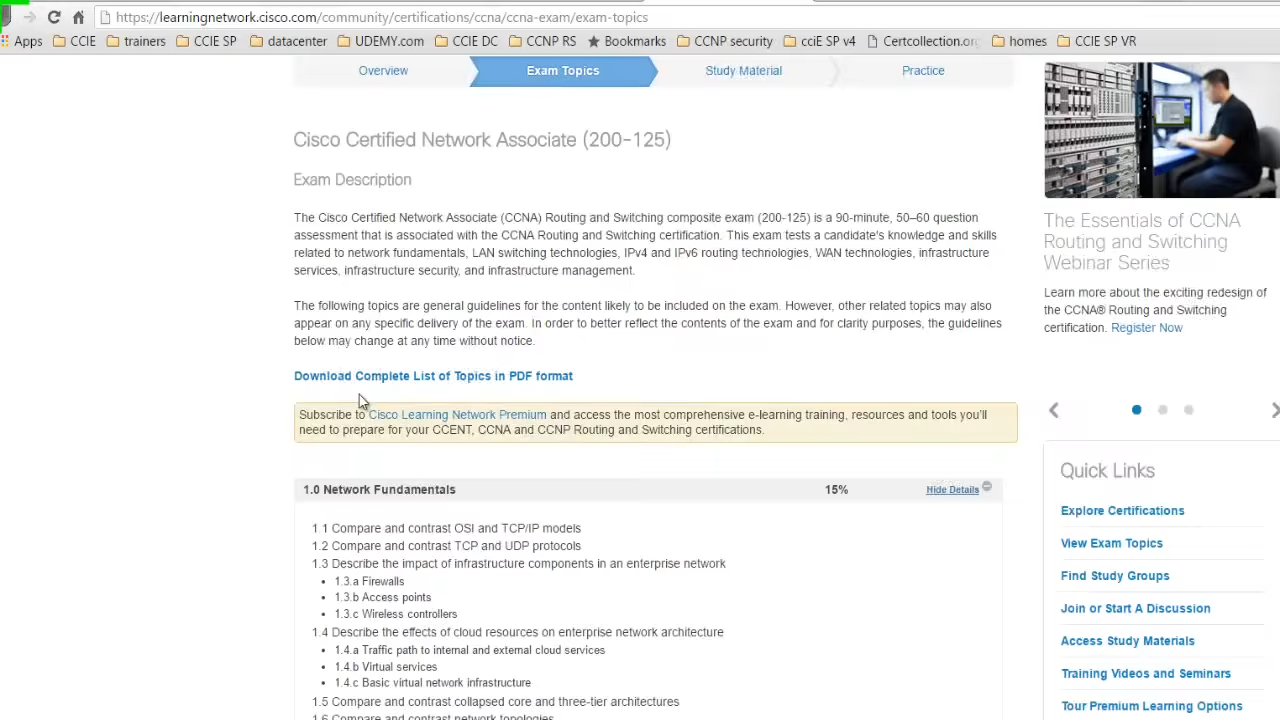 https://learningnetwork.cisco.com/community/certifications/ccna/ccna-exam/exam-topics
Apps CCIE trainers CCIE SP datacenter UDEMY.com CCIE DC CCNP RS Bookmarks CCNP security cciE SP v4 Certcollection.org homes CCIE SP VR
Overview Exam Topics Study Material Practice
Cisco Certified Network Associate (200-125)
Exam Description
The Cisco Certified Network Associate (CCNA) Routing and Switching composite exam (200-125) is a 90-minute, 50–60 question
assessment that is associated with the CCNA Routing and Switching certification. This exam tests a candidate's knowledge and skills
related to network fundamentals, LAN switching technologies, IPv4 and IPv6 routing technologies, WAN technologies, infrastructure
services, infrastructure security, and infrastructure management.
The following topics are general guidelines for the content likely to be included on the exam. However, other related topics may also
appear on any specific delivery of the exam. In order to better reflect the contents of the exam and for clarity purposes, the guidelines
below may change at any time without notice.
Download Complete List of Topics in PDF format
Subscribe to Cisco Learning Network Premium and access the most comprehensive e-learning training, resources and tools you'll
need to prepare for your CCENT, CCNA and CCNP Routing and Switching certifications.
1.0 Network Fundamentals 15% Hide Details
1.1 Compare and contrast OSI and TCP/IP models
1.2 Compare and contrast TCP and UDP protocols
1.3 Describe the impact of infrastructure components in an enterprise network
• 1.3.a Firewalls
• 1.3.b Access points
• 1.3.c Wireless controllers
1.4 Describe the effects of cloud resources on enterprise network architecture
• 1.4.a Traffic path to internal and external cloud services
• 1.4.b Virtual services
• 1.4.c Basic virtual network infrastructure
1.5 Compare and contrast collapsed core and three-tier architectures
1.6 Compare and contrast network topologies
The Essentials of CCNA
Routing and Switching
Webinar Series
Learn more about the exciting redesign of
the CCNA® Routing and Switching
certification. Register Now
Quick Links
Explore Certifications
View Exam Topics
Find Study Groups
Join or Start A Discussion
Access Study Materials
Training Videos and Seminars
Tour Premium Learning Options